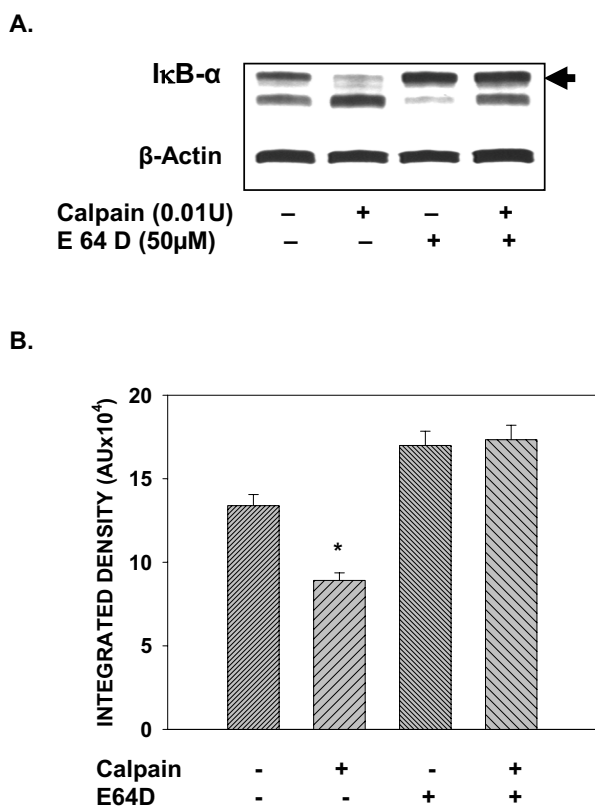 A.
IκB-α
β-Actin
Calpain (0.01U) – + – +
E 64 D (50µM) – – + +
B.
INTEGRATED DENSITY (AUx10⁴)
20
15
10
5
0
*
Calpain - + - +
E64D - - + +